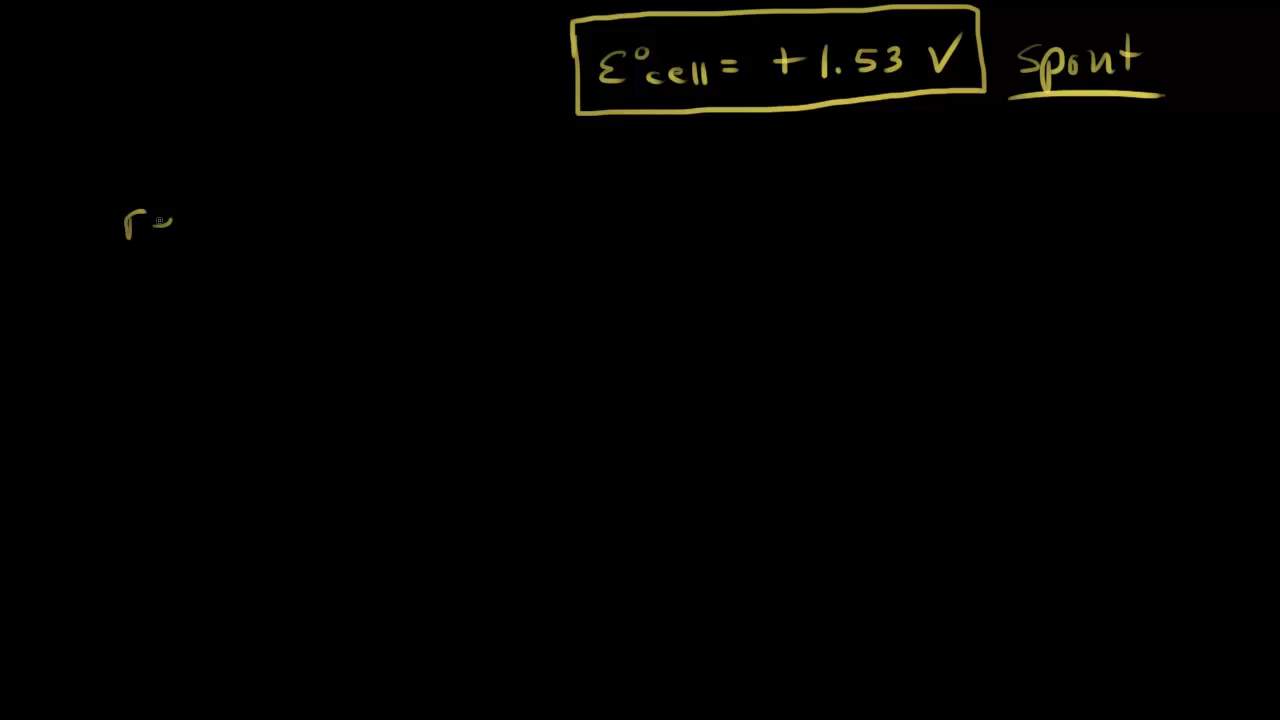 ε°cell = +1.53 V spont
r